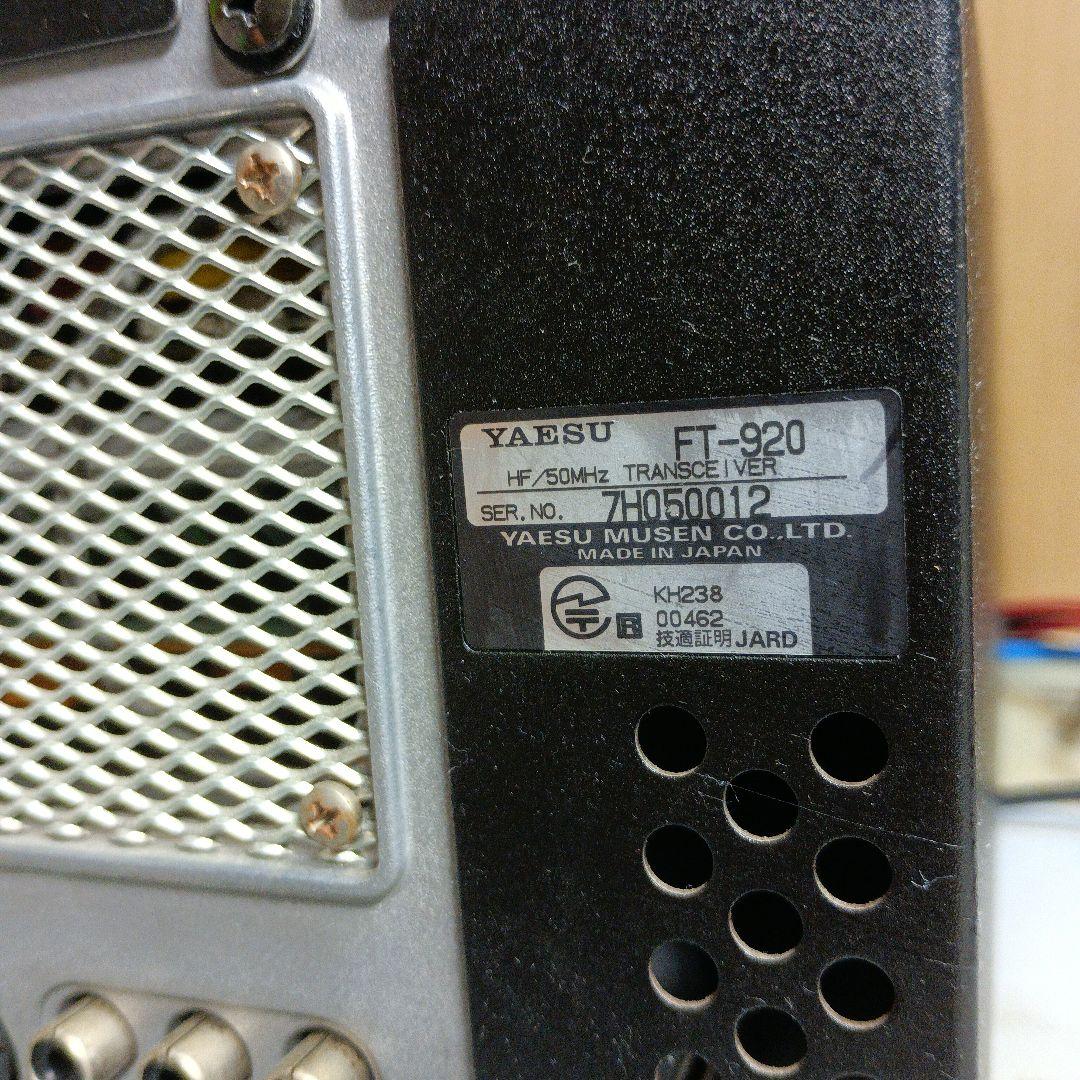 YAESU FT-920
HF/50MHz TRANSCEIVER
SER.NO. 7H050012
YAESU MUSEN CO.,LTD.
MADE IN JAPAN
KH238
R 00462
技適証明 JARD